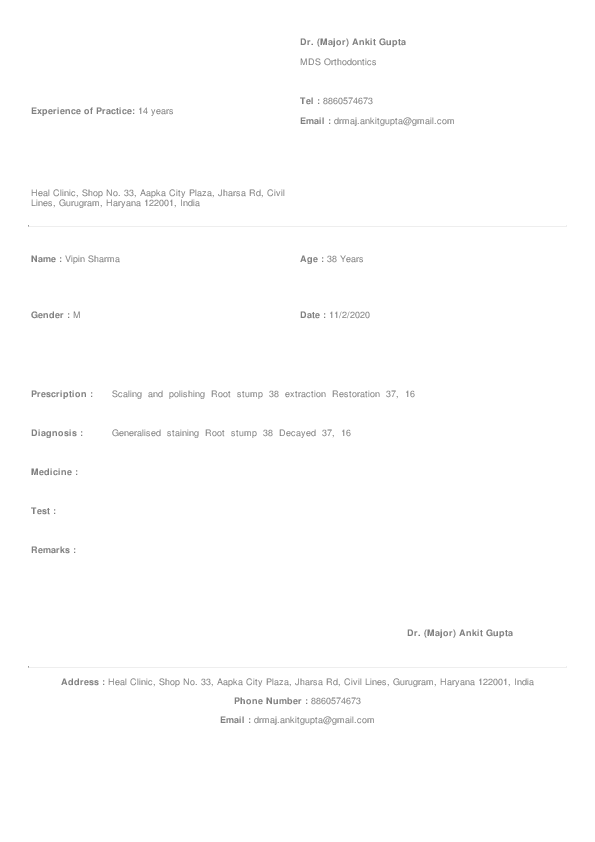 Dr. (Major) Ankit Gupta
MDS Orthodontics
Tel : 8860574673
Experience of Practice: 14 years
Email : drmaj.ankitgupta@gmail.com
Heal Clinic, Shop No. 33, Aapka City Plaza, Jharsa Rd, Civil
Lines, Gurugram, Haryana 122001, India
Name : Vipin Sharma
Age : 38 Years
Gender : M
Date : 11/2/2020
Prescription : Scaling and polishing Root stump 38 extraction Restoration 37, 16
Diagnosis : Generalised staining Root stump 38 Decayed 37, 16
Medicine :
Test :
Remarks :
Dr. (Major) Ankit Gupta
Address : Heal Clinic, Shop No. 33, Aapka City Plaza, Jharsa Rd, Civil Lines, Gurugram, Haryana 122001, India
Phone Number : 8860574673
Email : drmaj.ankitgupta@gmail.com